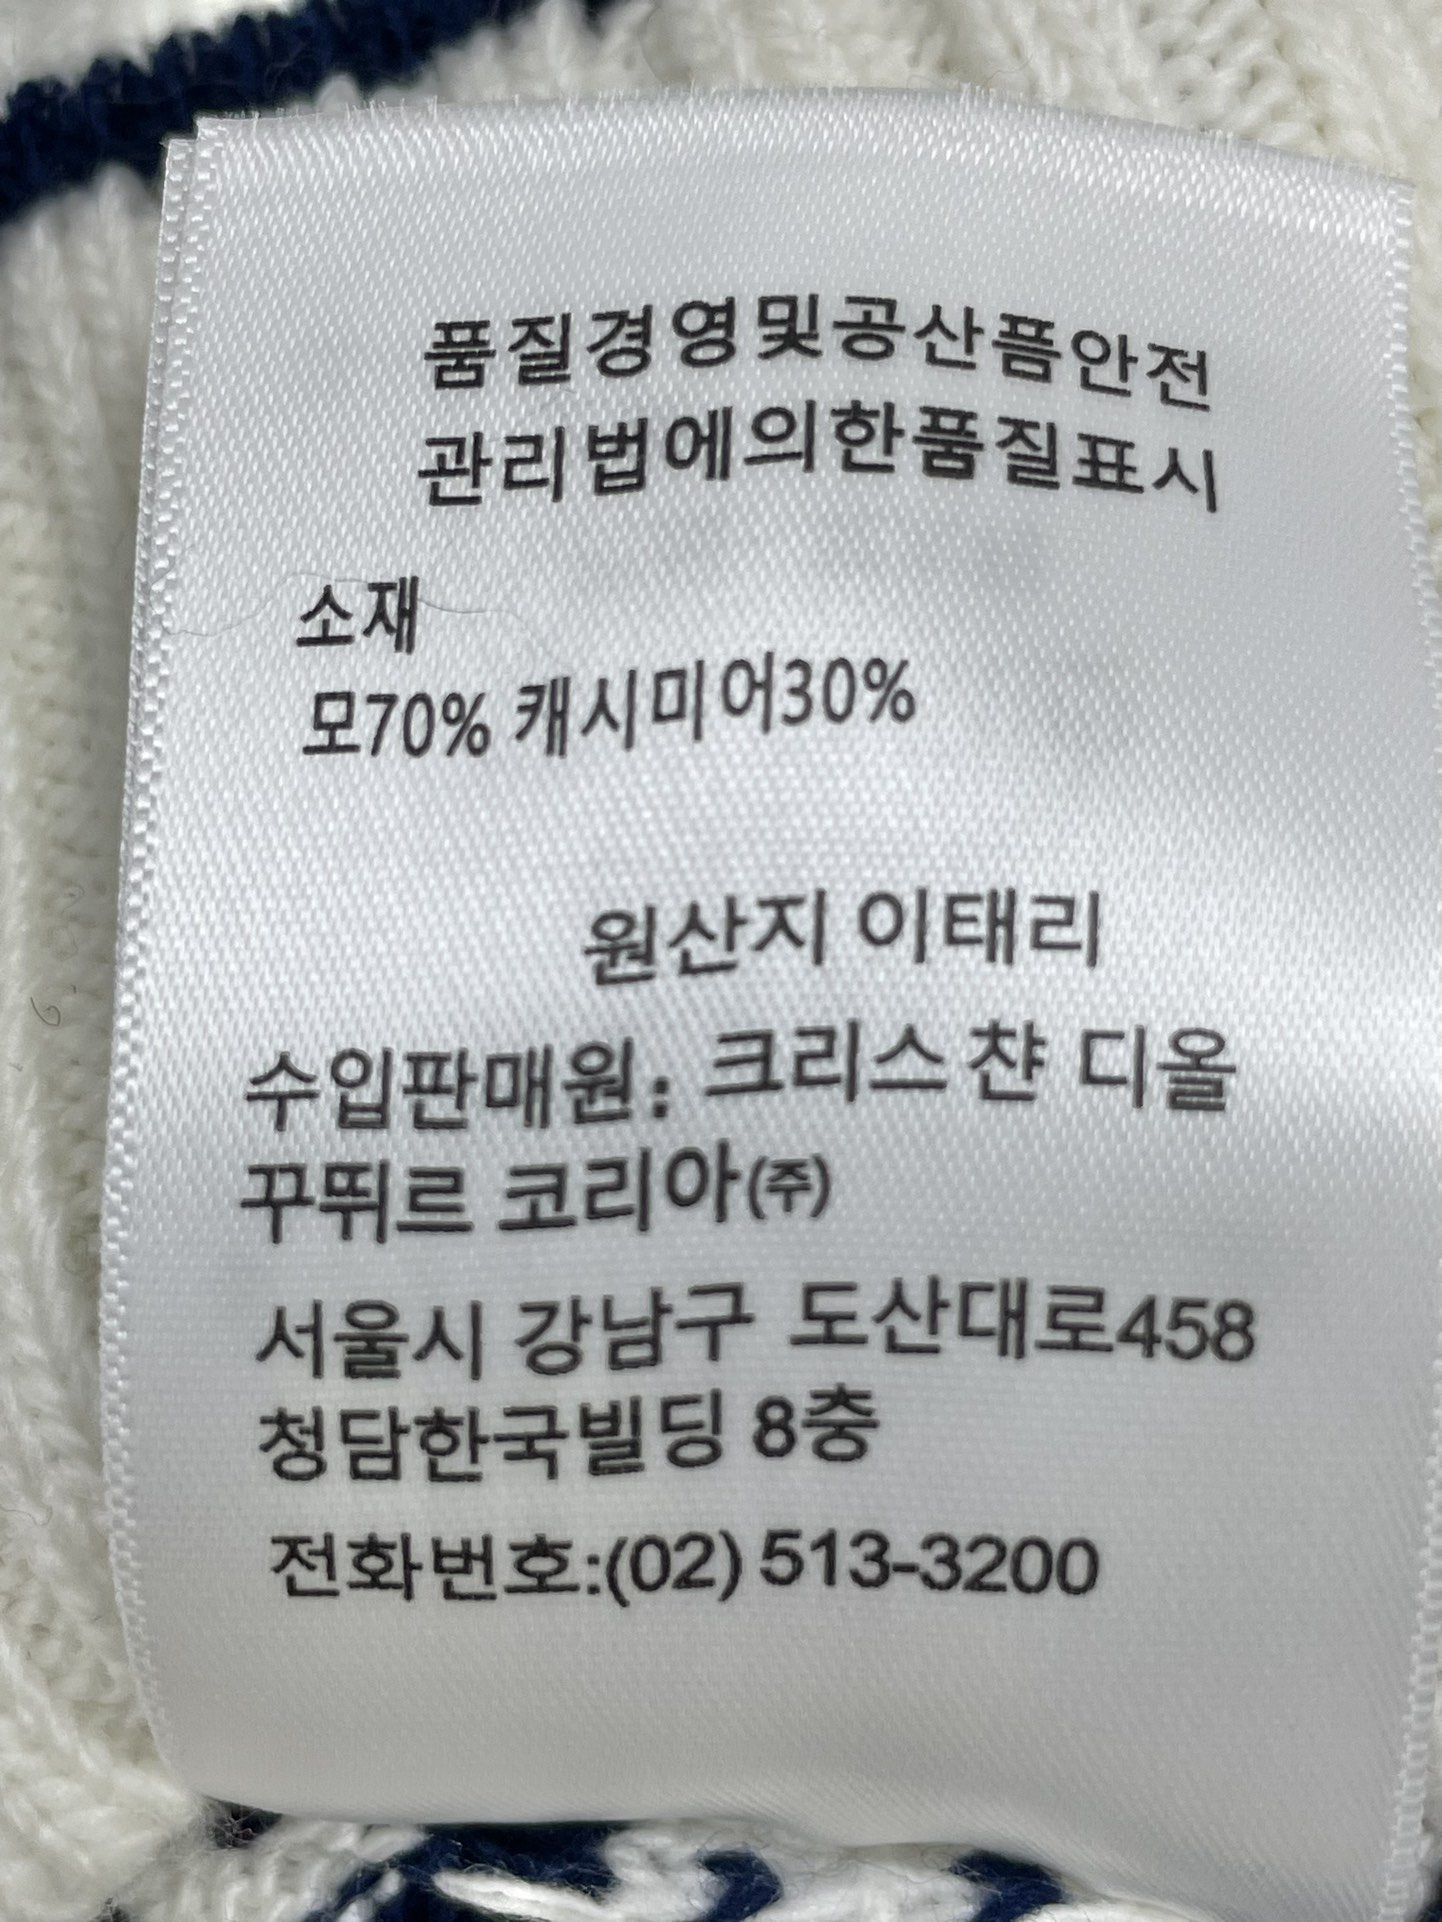 품질경영및공산픔안전
관리법에의한품질표시
소재
모70% 캐시미어30%
원산지 이태리
수입판매원: 크리스챤 디올
꾸뛰르 코리아㈜
서울시 강남구 도산대로458
청담한국빌딩 8층
전화번호:(02) 513-3200